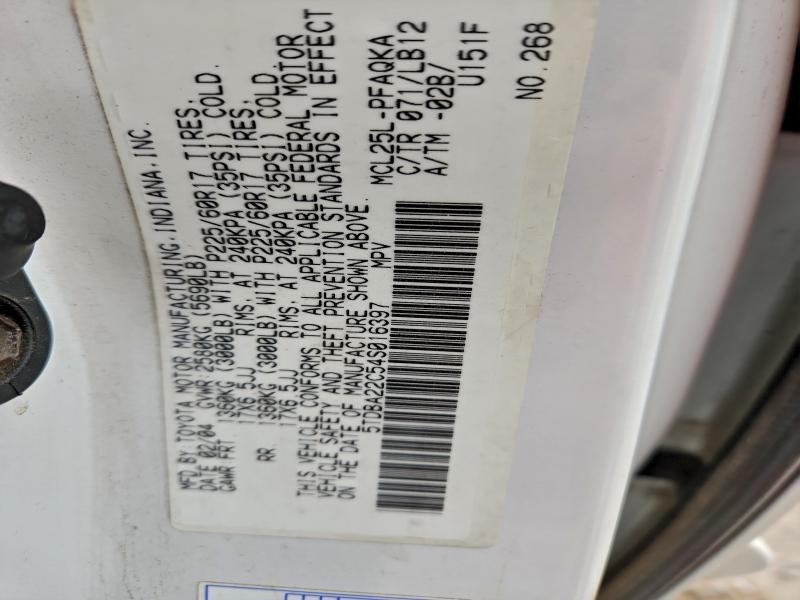 MFD.BY TOYOTA MOTOR MANUFACTURING, INDIANA, INC.
DATE 02/04 GVWR 2580KG (5690LB)
GAWR FRT 1360KG (3000LB) WITH P225/60R17 TIRES,
17X6.5JJ RIMS, AT 240KPA (35PSI) COLD.
RR 1360KG (3000LB) WITH P225/60R17 TIRES,
17X6.5JJ RIMS, AT 240KPA (35PSI) COLD.
THIS VEHICLE CONFORMS TO ALL APPLICABLE FEDERAL MOTOR
VEHICLE SAFETY AND THEFT PREVENTION STANDARDS IN EFFECT
ON THE DATE OF MANUFACTURE SHOWN ABOVE.
5TDBA22C54S016397 MPV
MCL25L-PFAQKA
C/TR 071/LB12
A/TM -02B/
U151F
NO.268